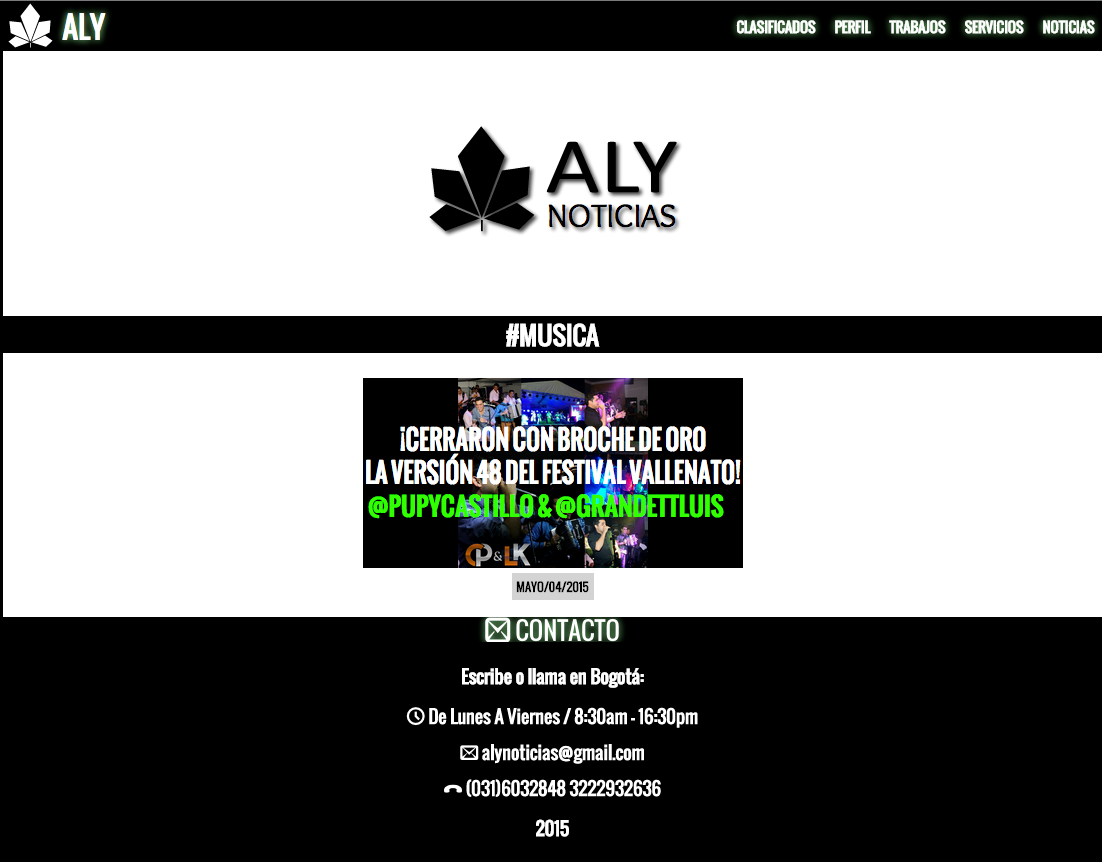 ALY
CLASIFICADOS PERFIL TRABAJOS SERVICIOS NOTICIAS
ALY
NOTICIAS
#MUSICA
¡CERRARON CON BROCHE DE ORO
LA VERSIÓN 48 DEL FESTIVAL VALLENATO!
@PUPYCASTILLO & @GRANDETTLUIS
CP&LK
MAYO/04/2015
CONTACTO
Escribe o llama en Bogotá:
De Lunes A Viernes / 8:30am - 16:30pm
alynoticias@gmail.com
(031)6032848 3222932636
2015